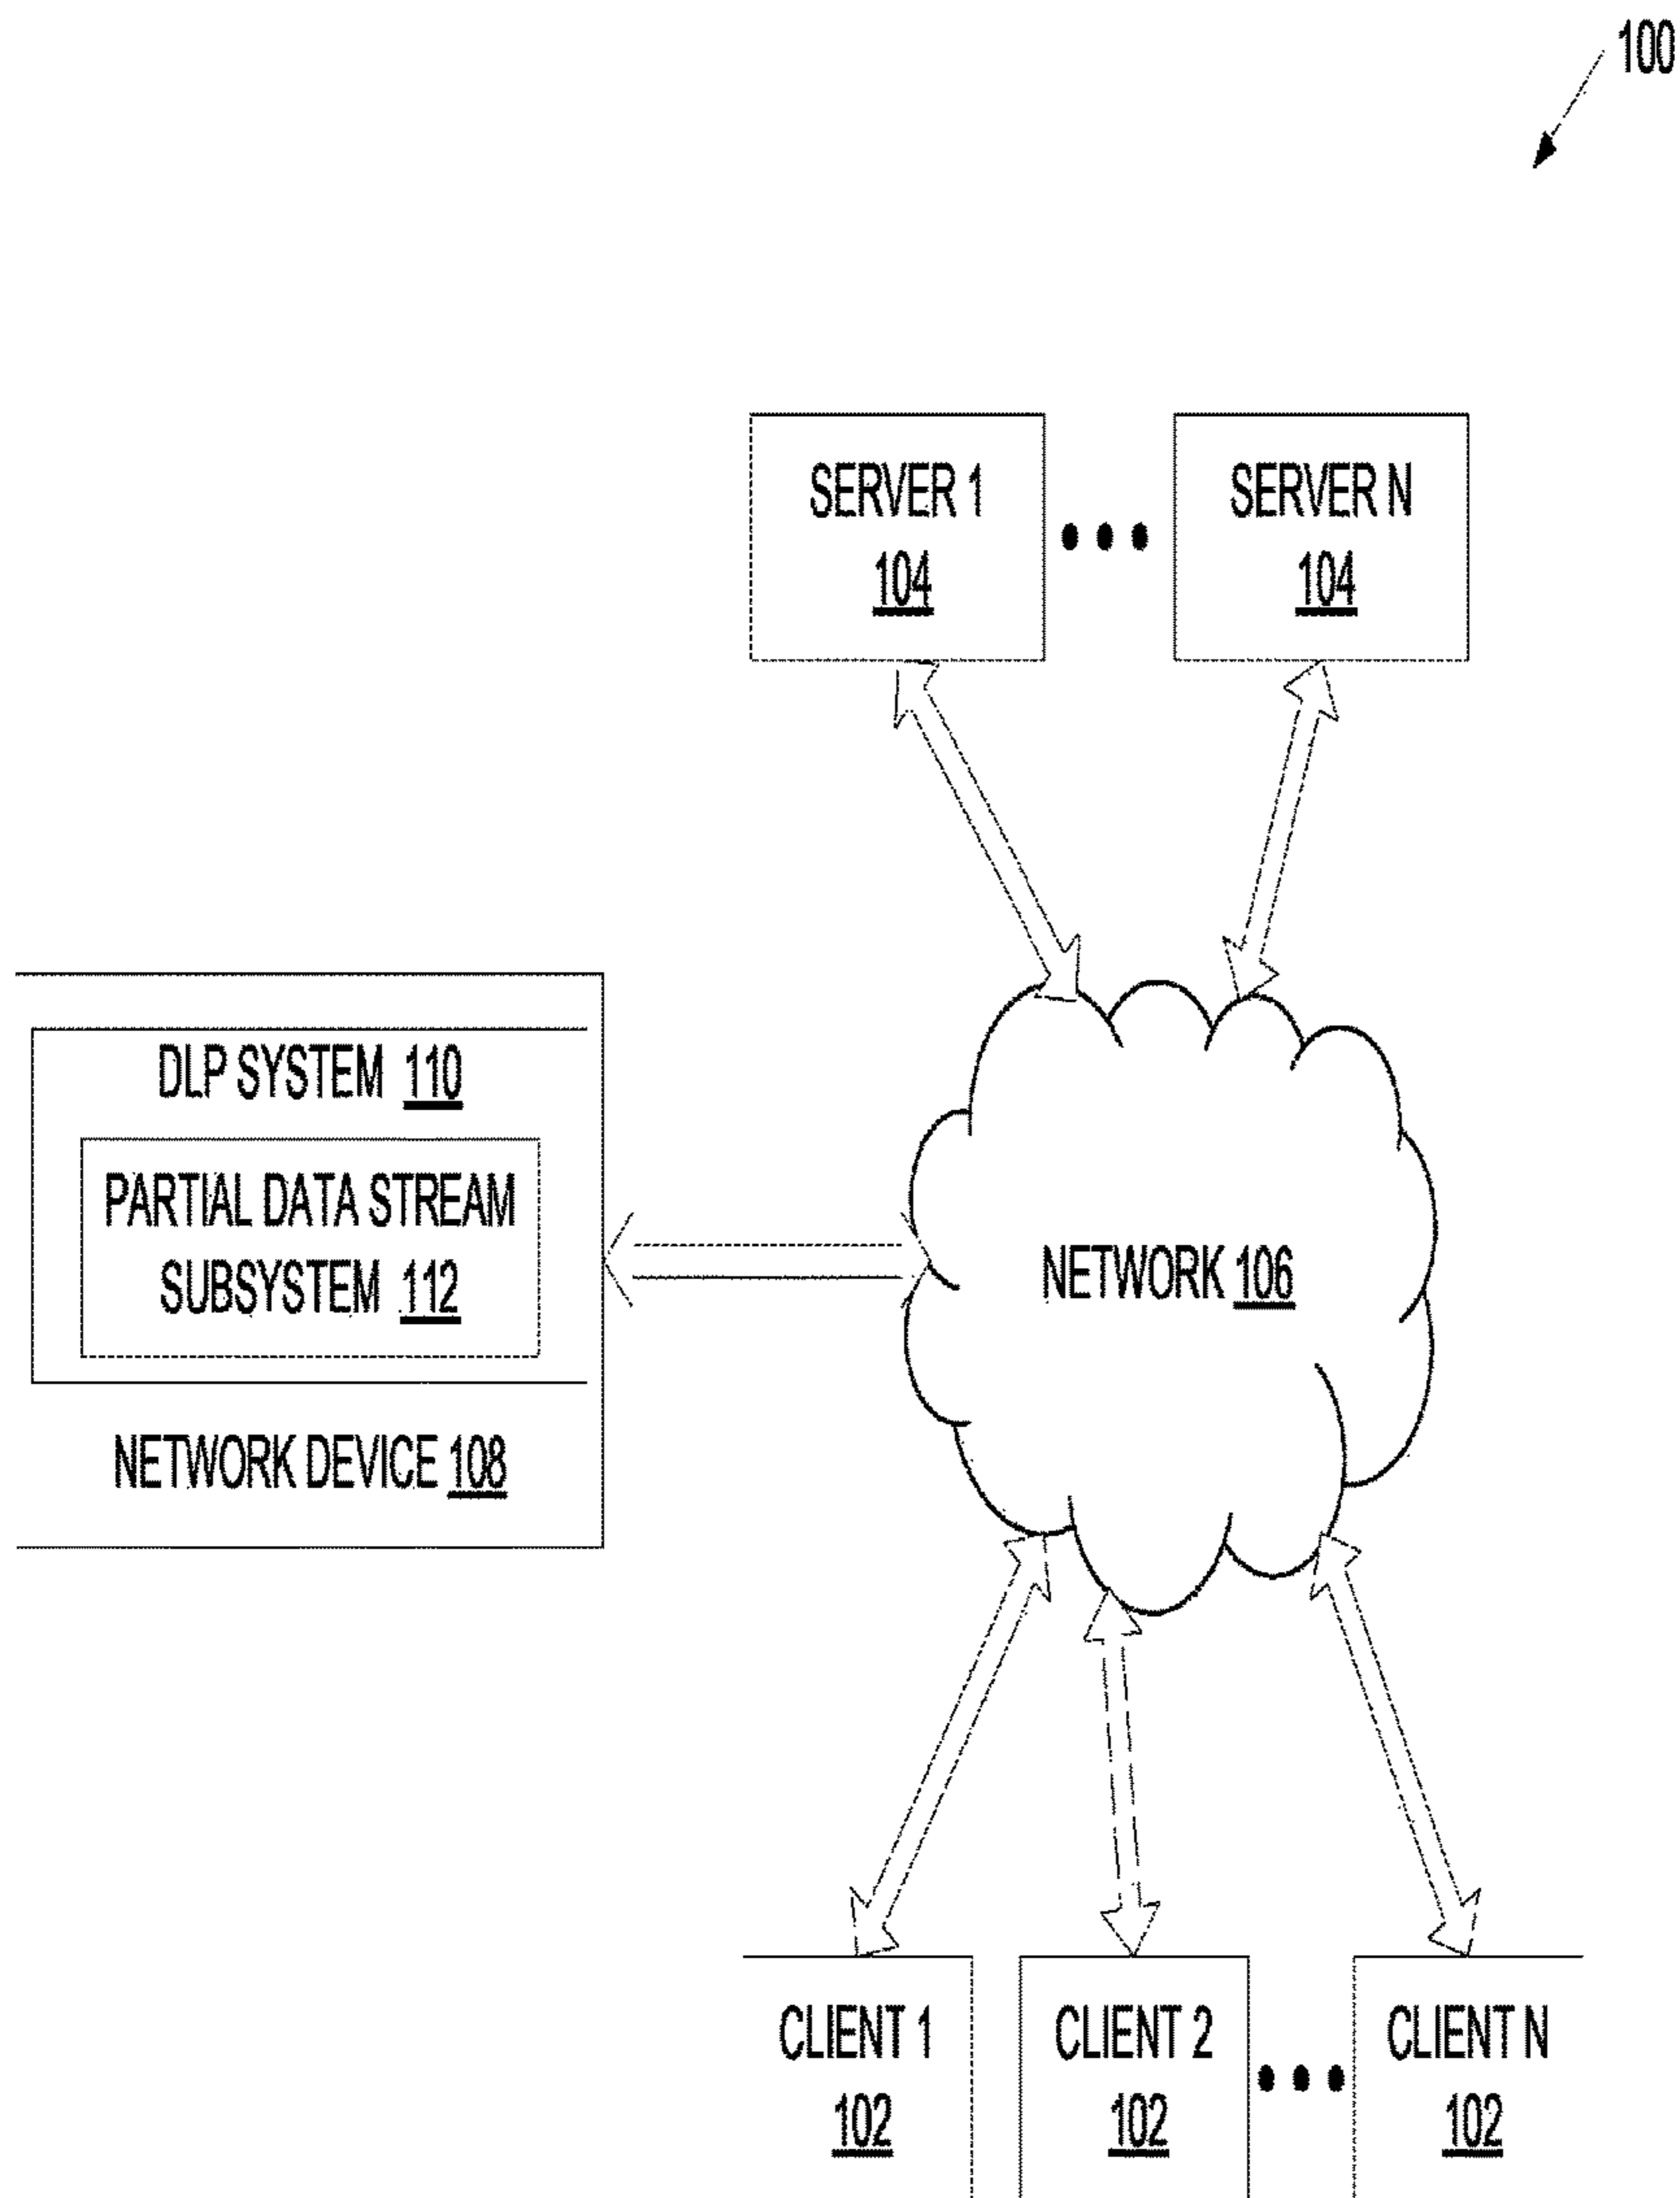 100
SERVER 1
104
SERVER N
104
DLP SYSTEM 110
PARTIAL DATA STREAM
SUBSYSTEM 112
NETWORK DEVICE 108
NETWORK 106
CLIENT 1
102
CLIENT 2
102
CLIENT N
102